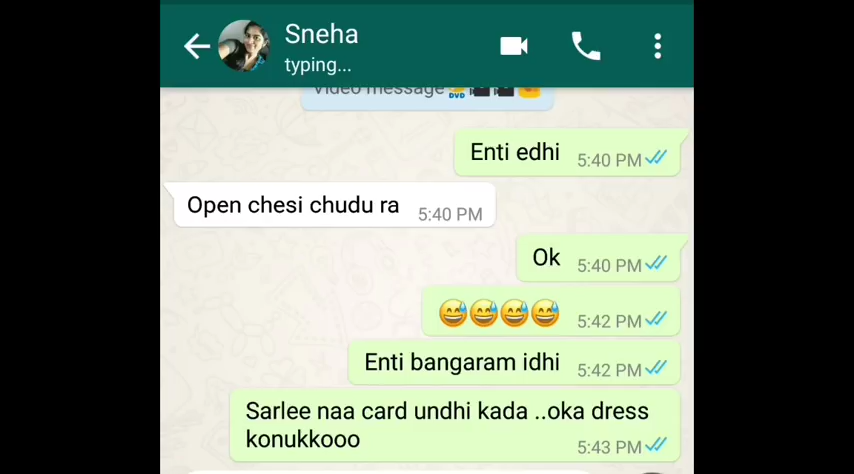 Sneha
typing...
Video message
Enti edhi 5:40 PM
Open chesi chudu ra 5:40 PM
Ok 5:40 PM
😅😅😅😅 5:42 PM
Enti bangaram idhi 5:42 PM
Sarlee naa card undhi kada ..oka dress
konukkooo 5:43 PM